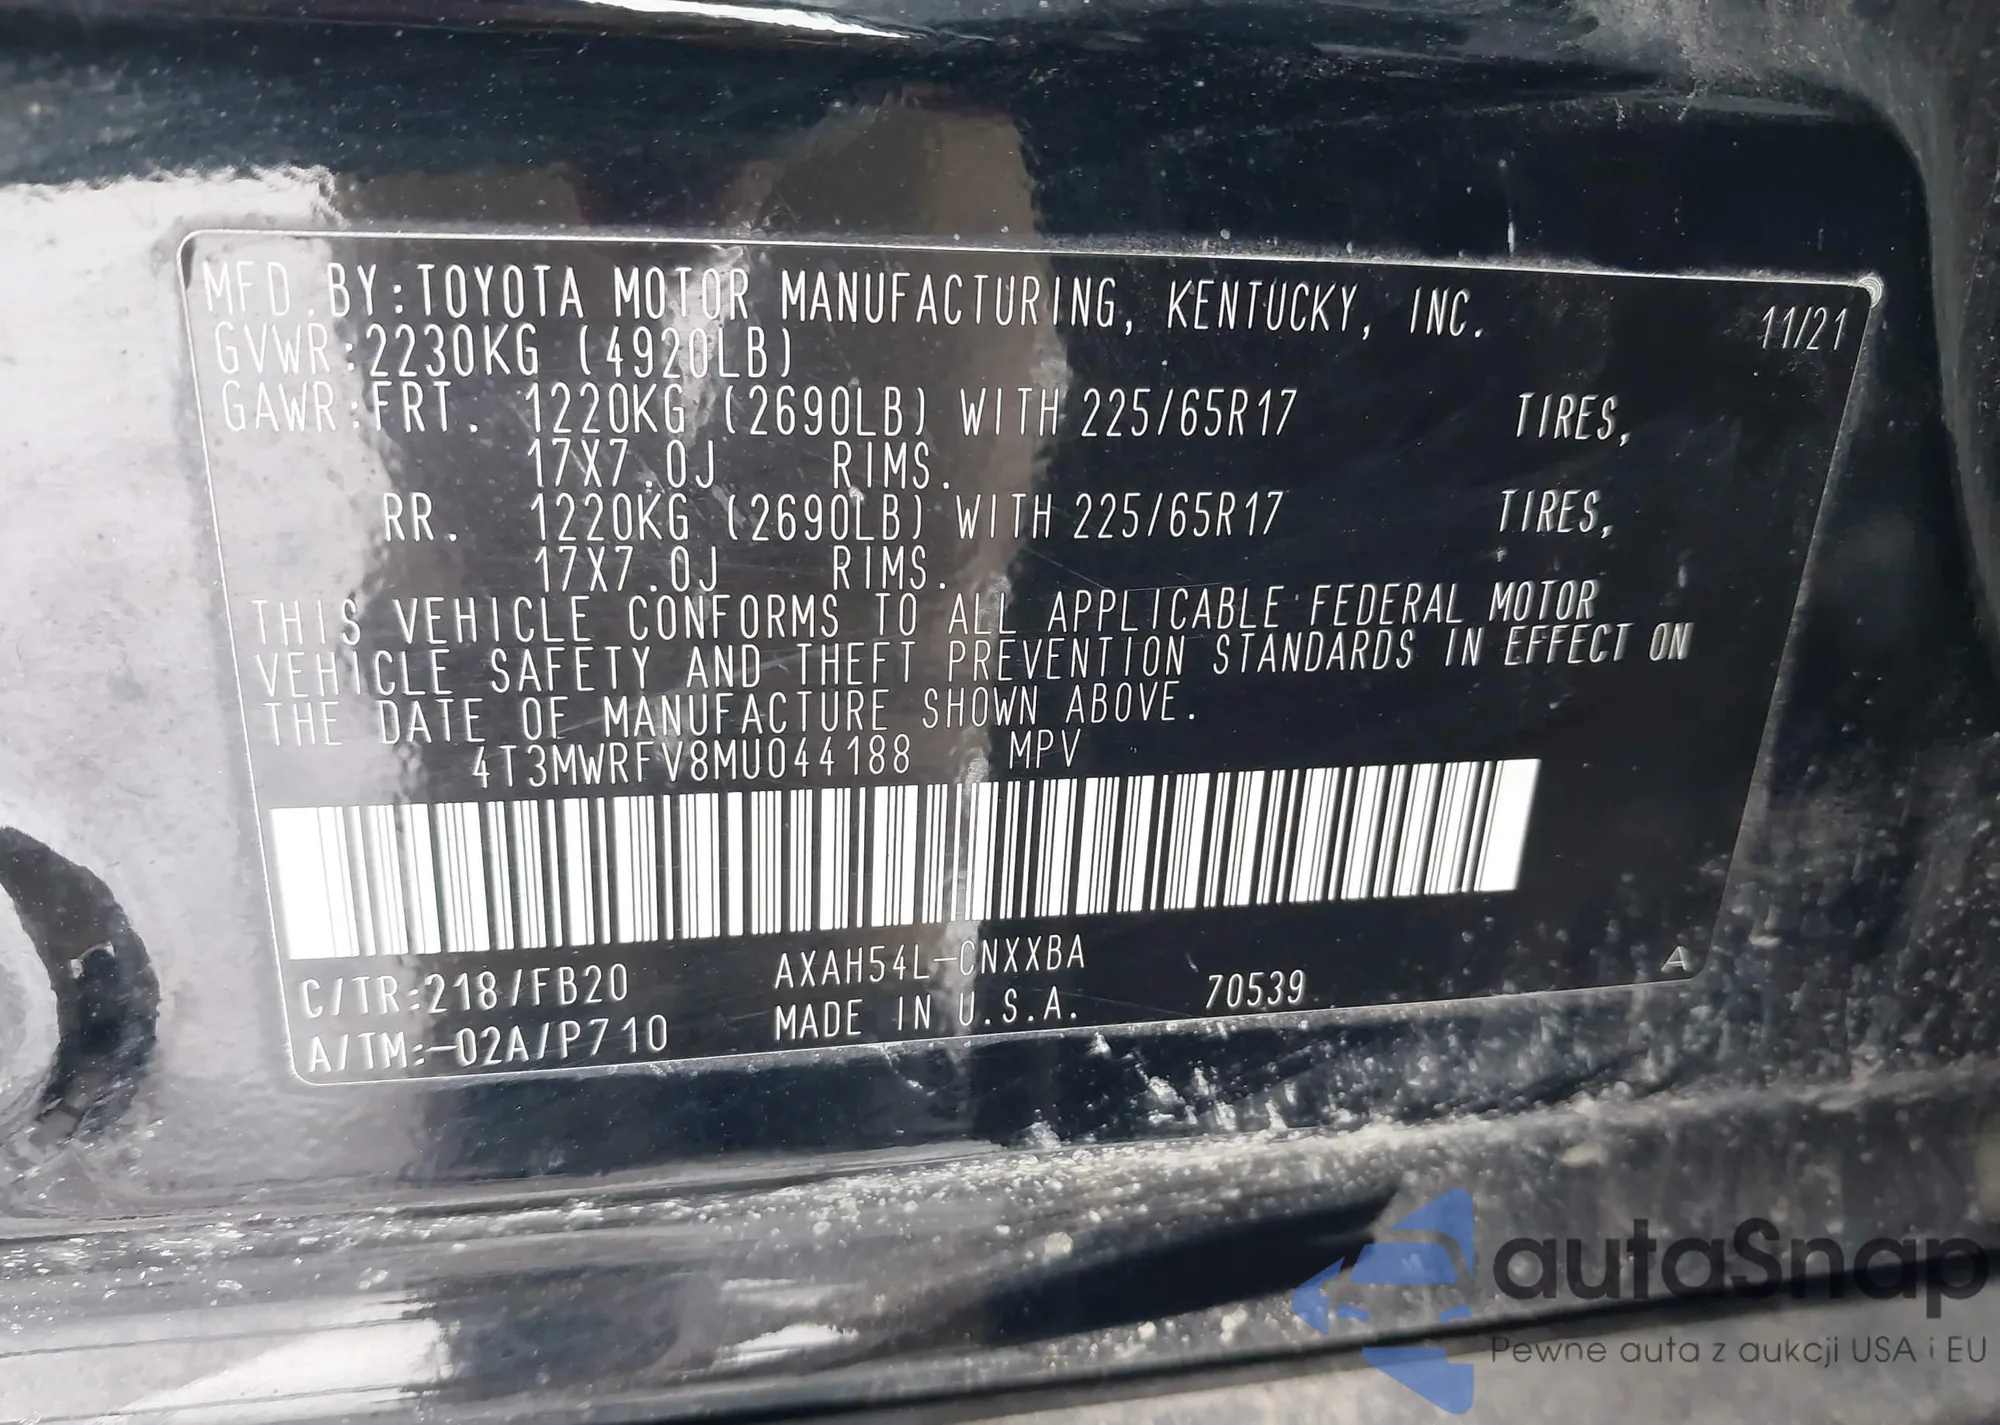 MFD.BY:TOYOTA MOTOR MANUFACTURING, KENTUCKY, INC. 11/21
GVWR:2230KG (4920LB)
GAWR:FRT. 1220KG (2690LB) WITH 225/65R17 TIRES,
17X7.0J RIMS.
RR. 1220KG (2690LB) WITH 225/65R17 TIRES,
17X7.0J RIMS.
THIS VEHICLE CONFORMS TO ALL APPLICABLE FEDERAL MOTOR
VEHICLE SAFETY AND THEFT PREVENTION STANDARDS IN EFFECT ON
THE DATE OF MANUFACTURE SHOWN ABOVE.
4T3MWRFV8MU044188 MPV
C/TR:218/FB20 AXAH54L-CNXXBA A
A/TM:-02A/P710 MADE IN U.S.A. 70539
autaSnap
Pewne auta z aukcji USA i EU